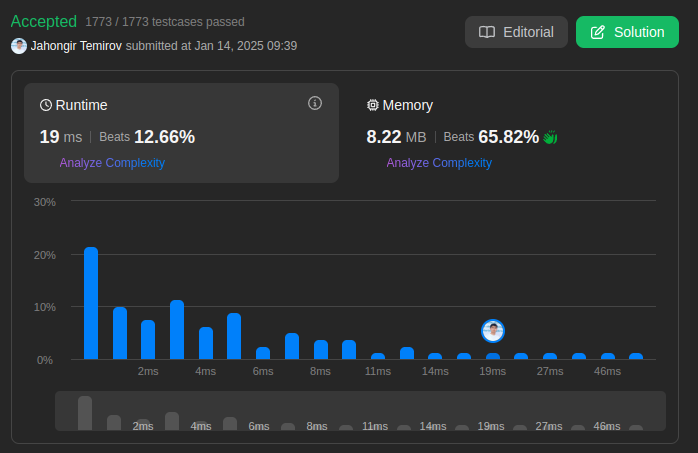 Accepted 1773 / 1773 testcases passed
Jahongir Temirov submitted at Jan 14, 2025 09:39
Editorial
Solution
Runtime
19 ms | Beats 12.66%
Analyze Complexity
Memory
8.22 MB | Beats 65.82%
Analyze Complexity
30%
20%
10%
0%
2ms 4ms 6ms 8ms 11ms 14ms 19ms 27ms 46ms
2ms 4ms 6ms 8ms 11ms 14ms 19ms 27ms 46ms